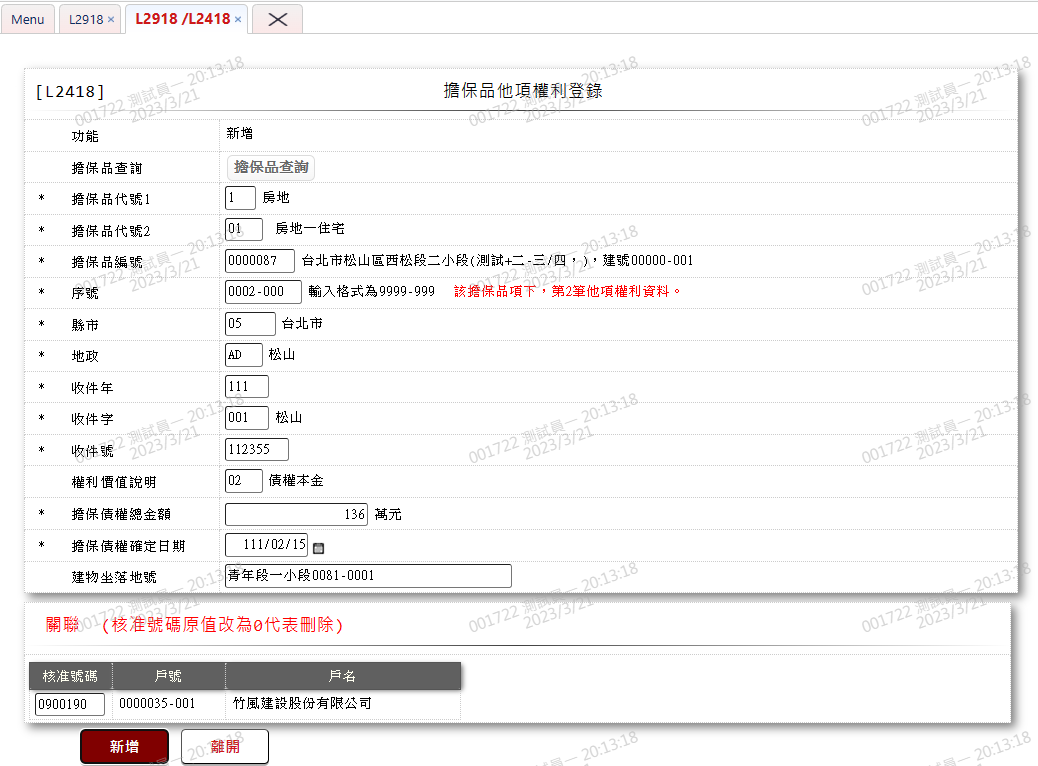 Menu L2918 × L2918 /L2418 ×
[L2418] 擔保品他項權利登錄
功能 新增
擔保品查詢 擔保品查詢
* 擔保品代號1 1 房地
* 擔保品代號2 01 房地－住宅
* 擔保品編號 0000087 台北市松山區西松段二小段(測試+二-三/四，)，建號00000-001
* 序號 0002-000 輸入格式為9999-999 該擔保品項下，第2筆他項權利資料。
* 縣市 05 台北市
* 地政 AD 松山
* 收件年 111
* 收件字 001 松山
* 收件號 112355
權利價值說明 02 債權本金
* 擔保債權總金額 136 萬元
* 擔保債權確定日期 111/02/15
建物坐落地號 青年段一小段0081-0001
關聯 (核准號碼原值改為0代表刪除)
核准號碼 戶號 戶名
0900190 0000035-001 竹風建設股份有限公司
新增 離開
001722 測試員一 20:13:18
2023/3/21